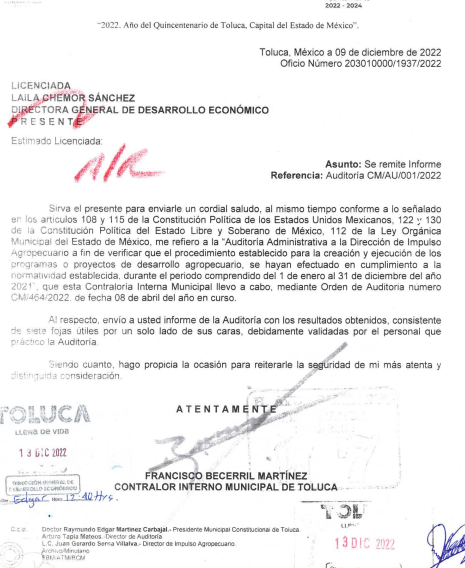 2022 - 2024
"2022. Año del Quincentenario de Toluca, Capital del Estado de México".
Toluca, México a 09 de diciembre de 2022
Oficio Número 203010000/1937/2022
LICENCIADA
LAILA CHEMOR SÁNCHEZ
DIRECTORA GENERAL DE DESARROLLO ECONÓMICO
PRESENTE
Estimado Licenciada:
Asunto: Se remite Informe
Referencia: Auditoría CM/AU/001/2022
Sirva el presente para enviarle un cordial saludo, al mismo tiempo conforme a lo señalado
en los artículos 108 y 115 de la Constitución Política de los Estados Unidos Mexicanos, 122 y 130
de la Constitución Política del Estado Libre y Soberano de México, 112 de la Ley Orgánica
Municipal del Estado de México, me refiero a la "Auditoría Administrativa a la Dirección de Impulso
Agropecuario a fin de verificar que el procedimiento establecido para la creación y ejecución de los
programas o proyectos de desarrollo agropecuario, se hayan efectuado en cumplimiento a la
normatividad establecida, durante el periodo comprendido del 1 de enero al 31 de diciembre del año
2021", que esta Contraloría Interna Municipal llevo a cabo, mediante Orden de Auditoria número
CM/464/2022, de fecha 08 de abril del año en curso.
Al respecto, envío a usted informe de la Auditoría con los resultados obtenidos, consistente
de siete fojas útiles por un solo lado de sus caras, debidamente validadas por el personal que
practico la Auditoría.
Siendo cuanto, hago propicia la ocasión para reiterarle la seguridad de mi más atenta y
distinguida consideración.
ATENTAMENTE
TOLUCA
LLENA DE VIDA
13 DIC 2022
DIRECCIÓN GENERAL DE
DESARROLLO ECONÓMICO
Edgar 12:40 Hrs.
FRANCISCO BECERRIL MARTÍNEZ
CONTRALOR INTERNO MUNICIPAL DE TOLUCA
C.c.p. Doctor Raymundo Edgar Martínez Carbajal.- Presidente Municipal Constitucional de Toluca.
Arturo Tapia Mateos.- Director de Auditoría
L.C. Juan Gerardo Serna Villalva.- Director de Impulso Agropecuario.
Archivo/Minutario
13 DIC 2022